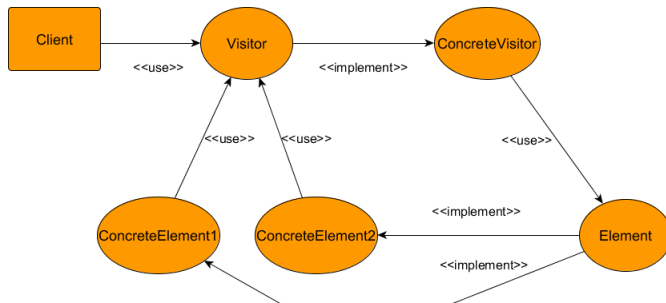 Client
Visitor
ConcreteVisitor
<<use>>
<<implement>>
<<use>>
<<use>>
<<use>>
ConcreteElement1
ConcreteElement2
<<implement>>
Element
<<implement>>